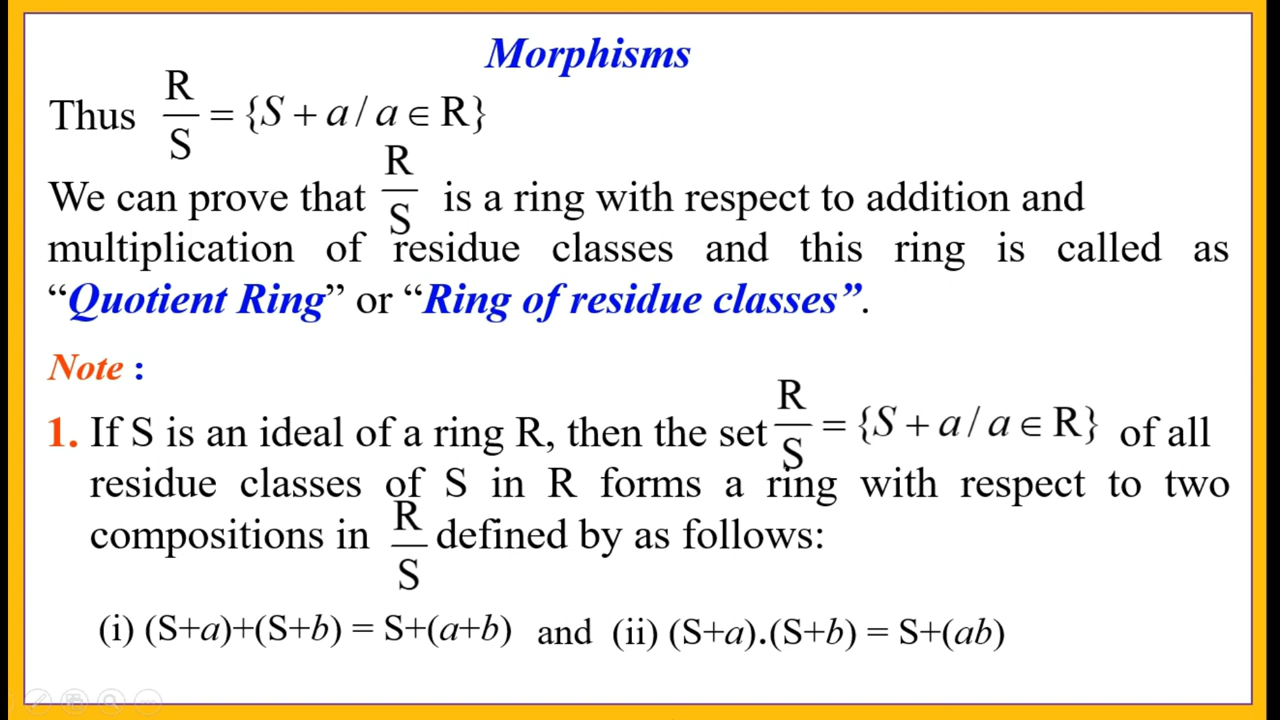 Morphisms
Thus R/S = {S + a / a ∈ R}
We can prove that R/S is a ring with respect to addition and
multiplication of residue classes and this ring is called as
“Quotient Ring” or “Ring of residue classes”.
Note :
1. If S is an ideal of a ring R, then the set R/S = {S + a / a ∈ R} of all
residue classes of S in R forms a ring with respect to two
compositions in R/S defined by as follows:
(i) (S+a)+(S+b) = S+(a+b) and (ii) (S+a).(S+b) = S+(ab)